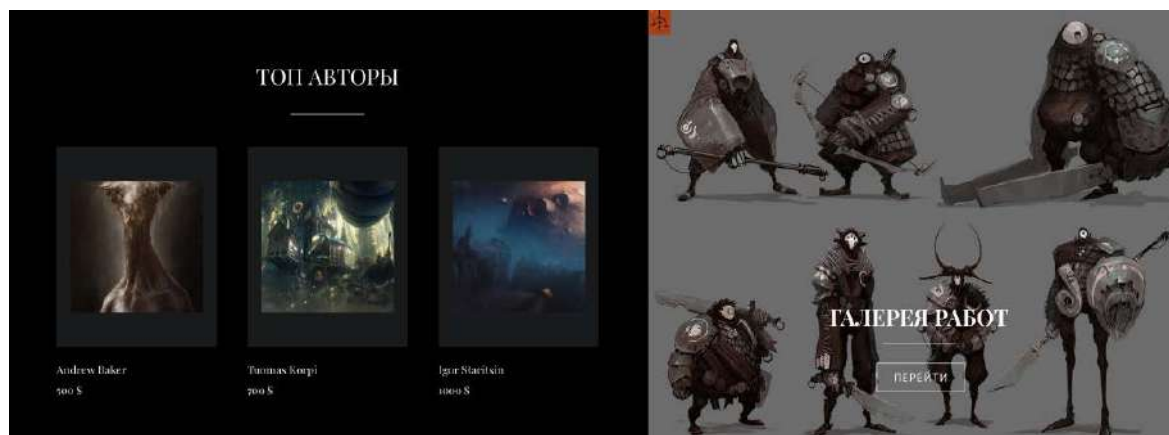 ТОП АВТОРЫ
Andrew Baker
500 $
Tuomas Korpi
700 $
Igor Staritsin
1000 $
ГАЛЕРЕЯ РАБОТ
ПЕРЕЙТИ